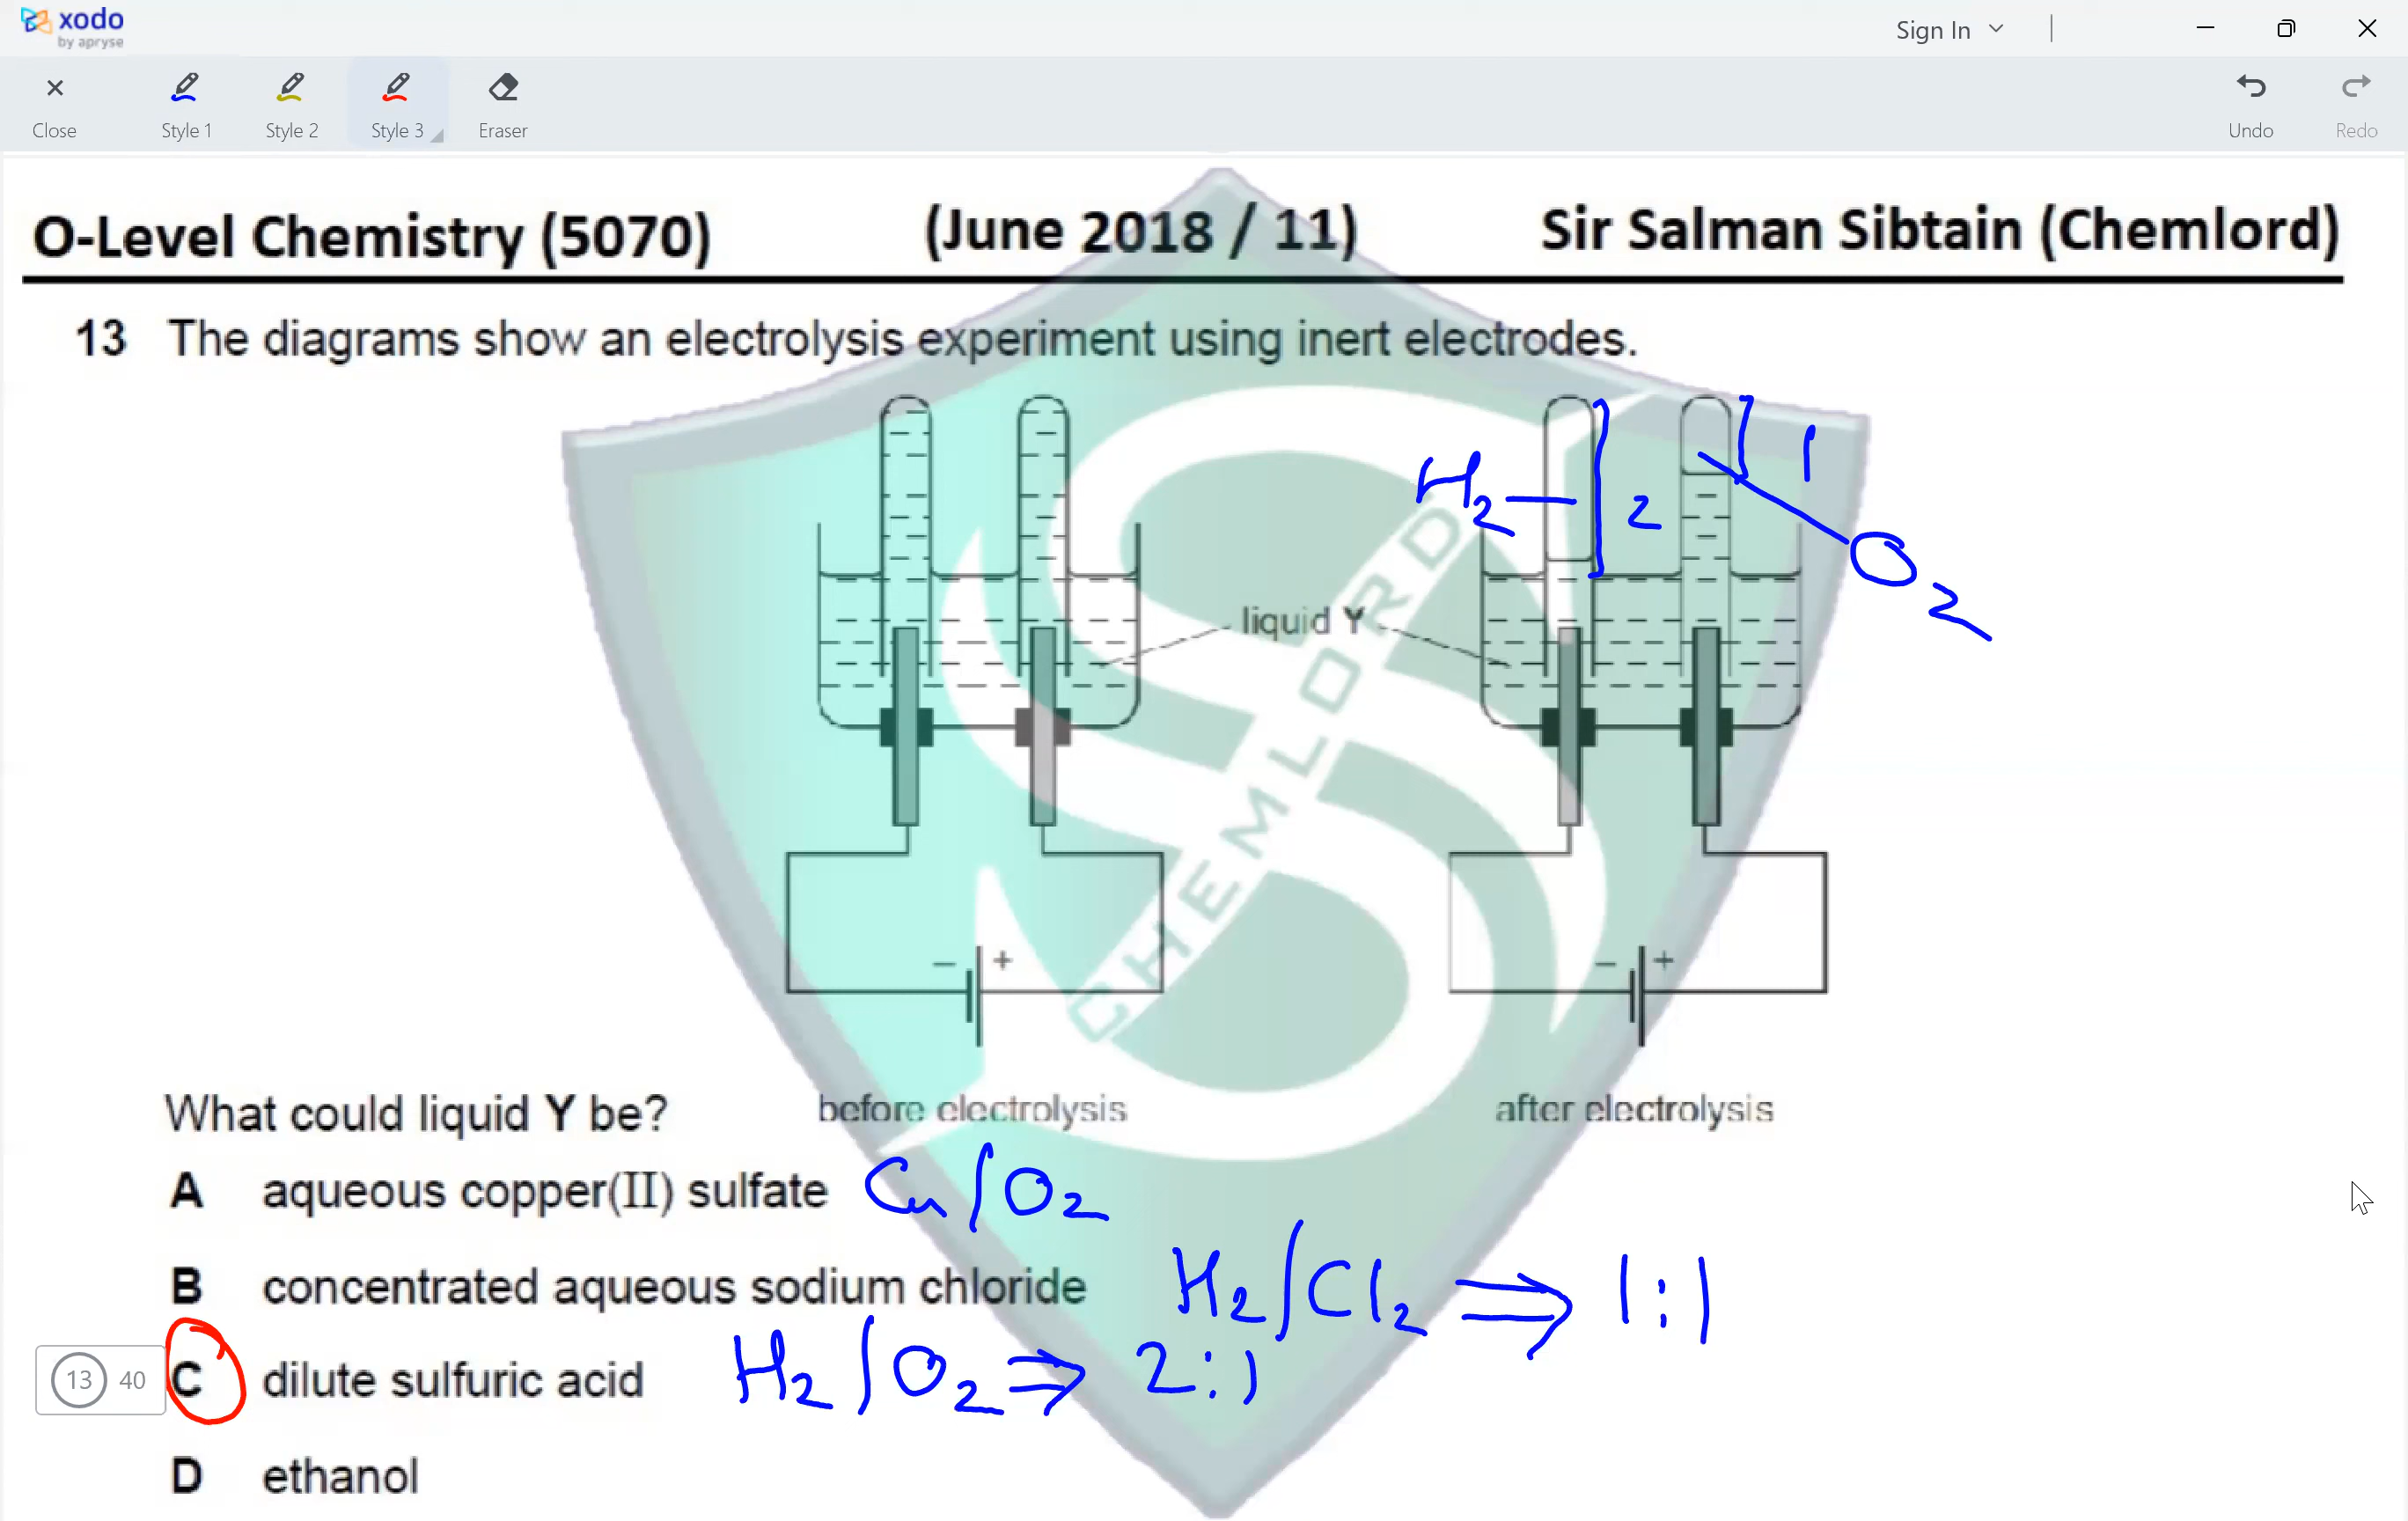 xodo
by apryse
Sign In
Close
Style 1
Style 2
Style 3
Eraser
Undo
Redo
O-Level Chemistry (5070) (June 2018 / 11) Sir Salman Sibtain (Chemlord)
13 The diagrams show an electrolysis experiment using inert electrodes.
H2
2
1
O2
liquid Y
CHEMLORD
− +
− +
before electrolysis
after electrolysis
What could liquid Y be?
A aqueous copper(II) sulfate Cu/O2
B concentrated aqueous sodium chloride H2/Cl2 ⇒ 1:1
C dilute sulfuric acid H2/O2 ⇒ 2:1
D ethanol
13 40